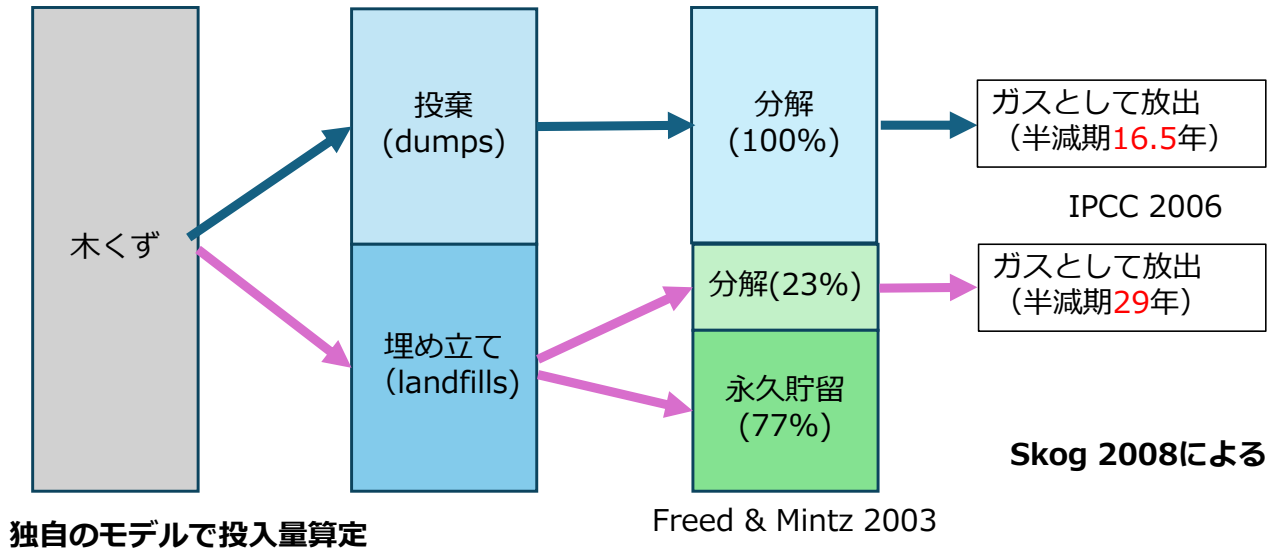 木くず
投棄
(dumps)
埋め立て
（landfills)
分解
(100%)
分解(23%)
永久貯留
(77%)
ガスとして放出
（半減期16.5年）
IPCC 2006
ガスとして放出
（半減期29年）
Skog 2008による
Freed & Mintz 2003
独自のモデルで投入量算定